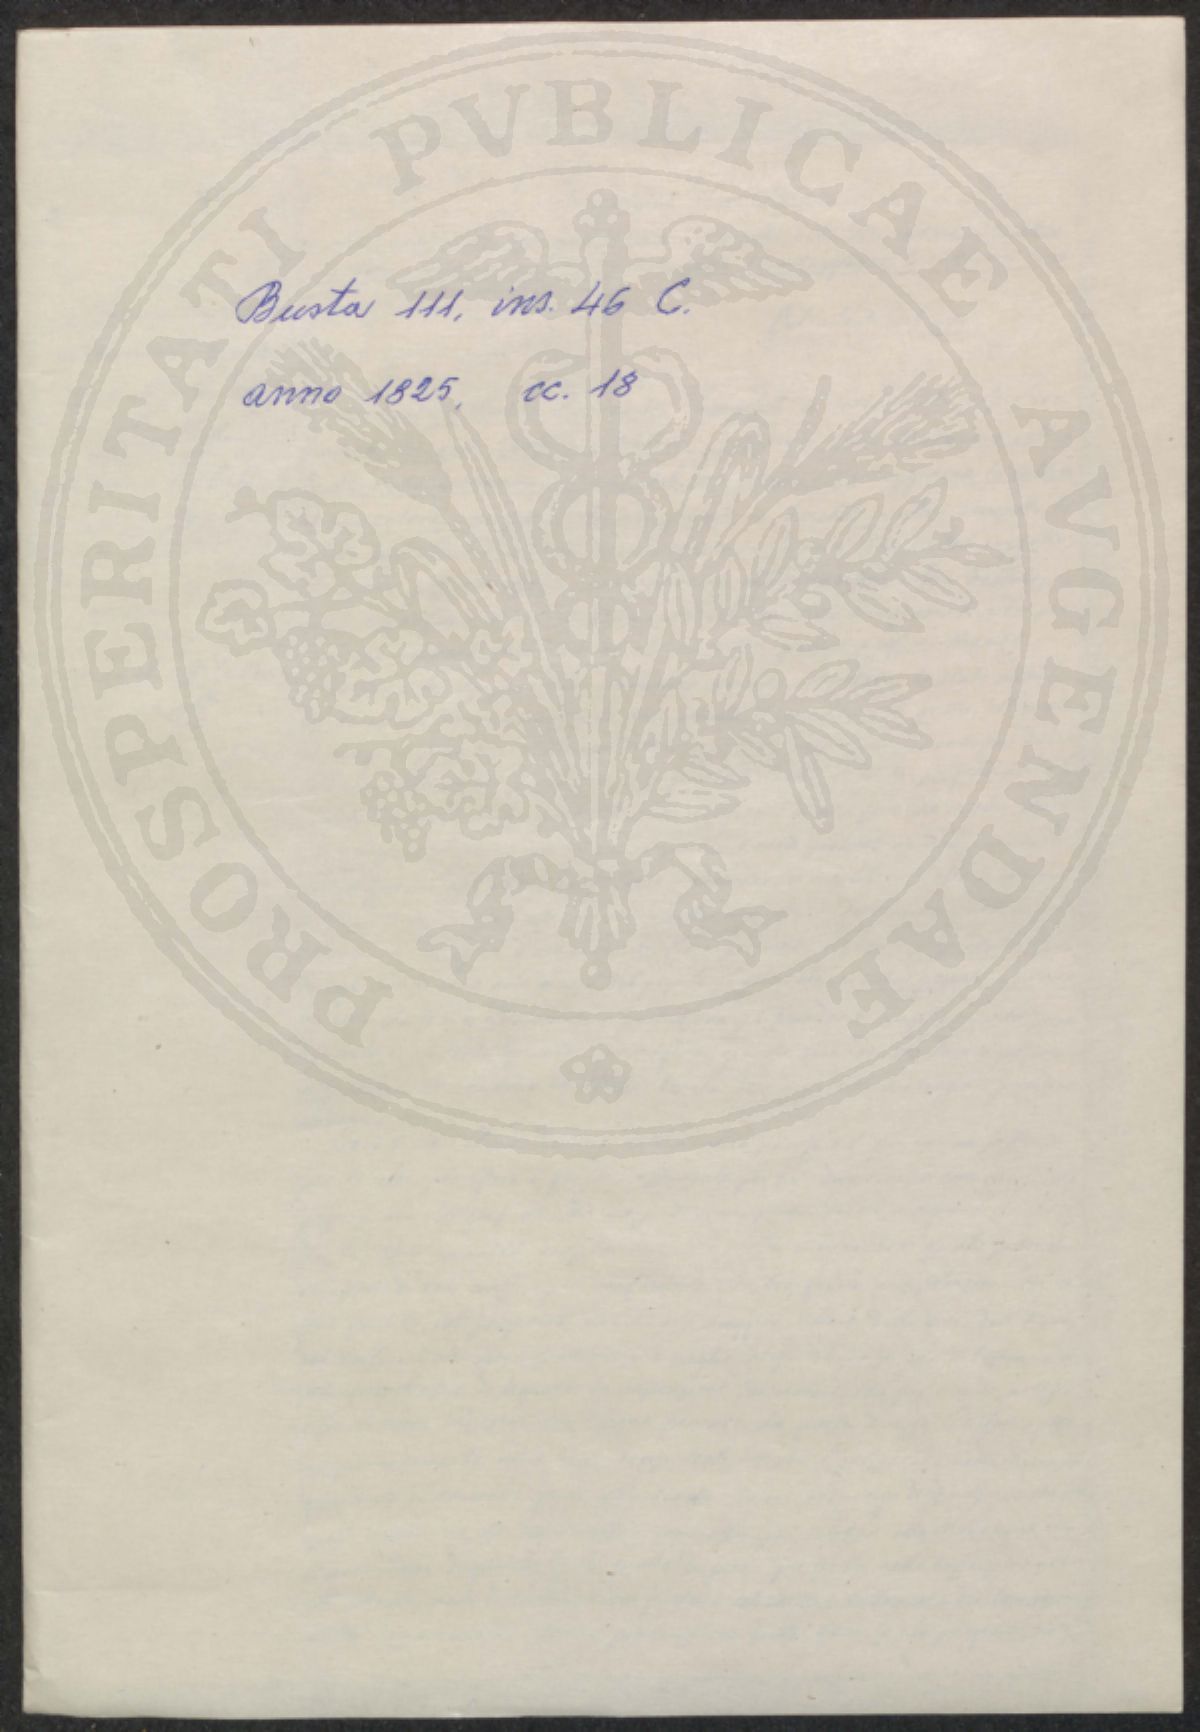 PROSPERITATI PVBLICAE AVGENDAE
Busta 111, ins. 46 C.
anno 1825, cc. 18